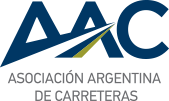 AAC
ASOCIACIÓN ARGENTINA
DE CARRETERAS